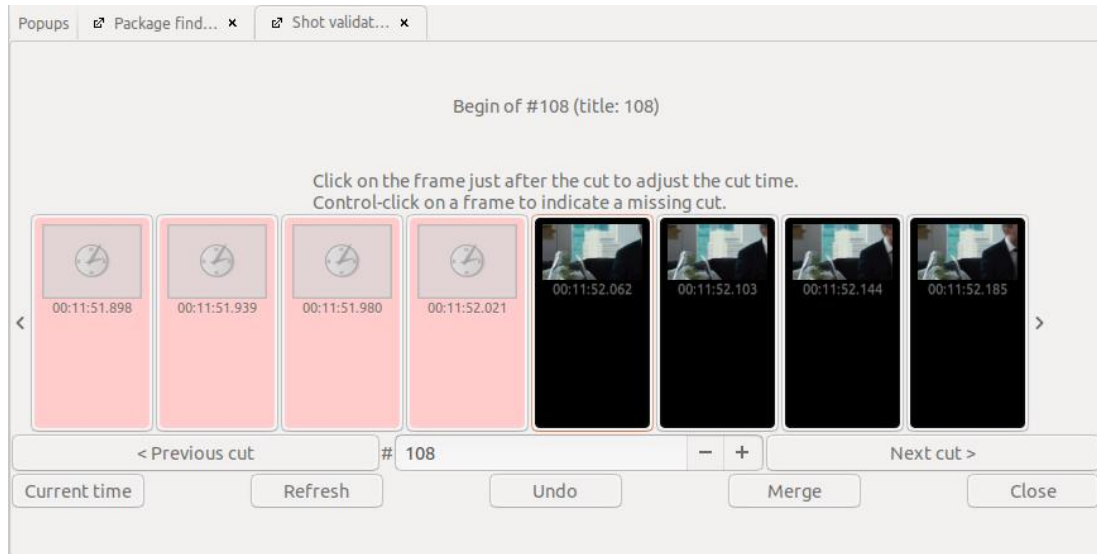 Popups Package find... × Shot validat... ×
Begin of #108 (title: 108)
Click on the frame just after the cut to adjust the cut time.
Control-click on a frame to indicate a missing cut.
00:11:51.898 00:11:51.939 00:11:51.980 00:11:52.021 00:11:52.062 00:11:52.103 00:11:52.144 00:11:52.185
< >
< Previous cut # 108 − + Next cut >
Current time Refresh Undo Merge Close